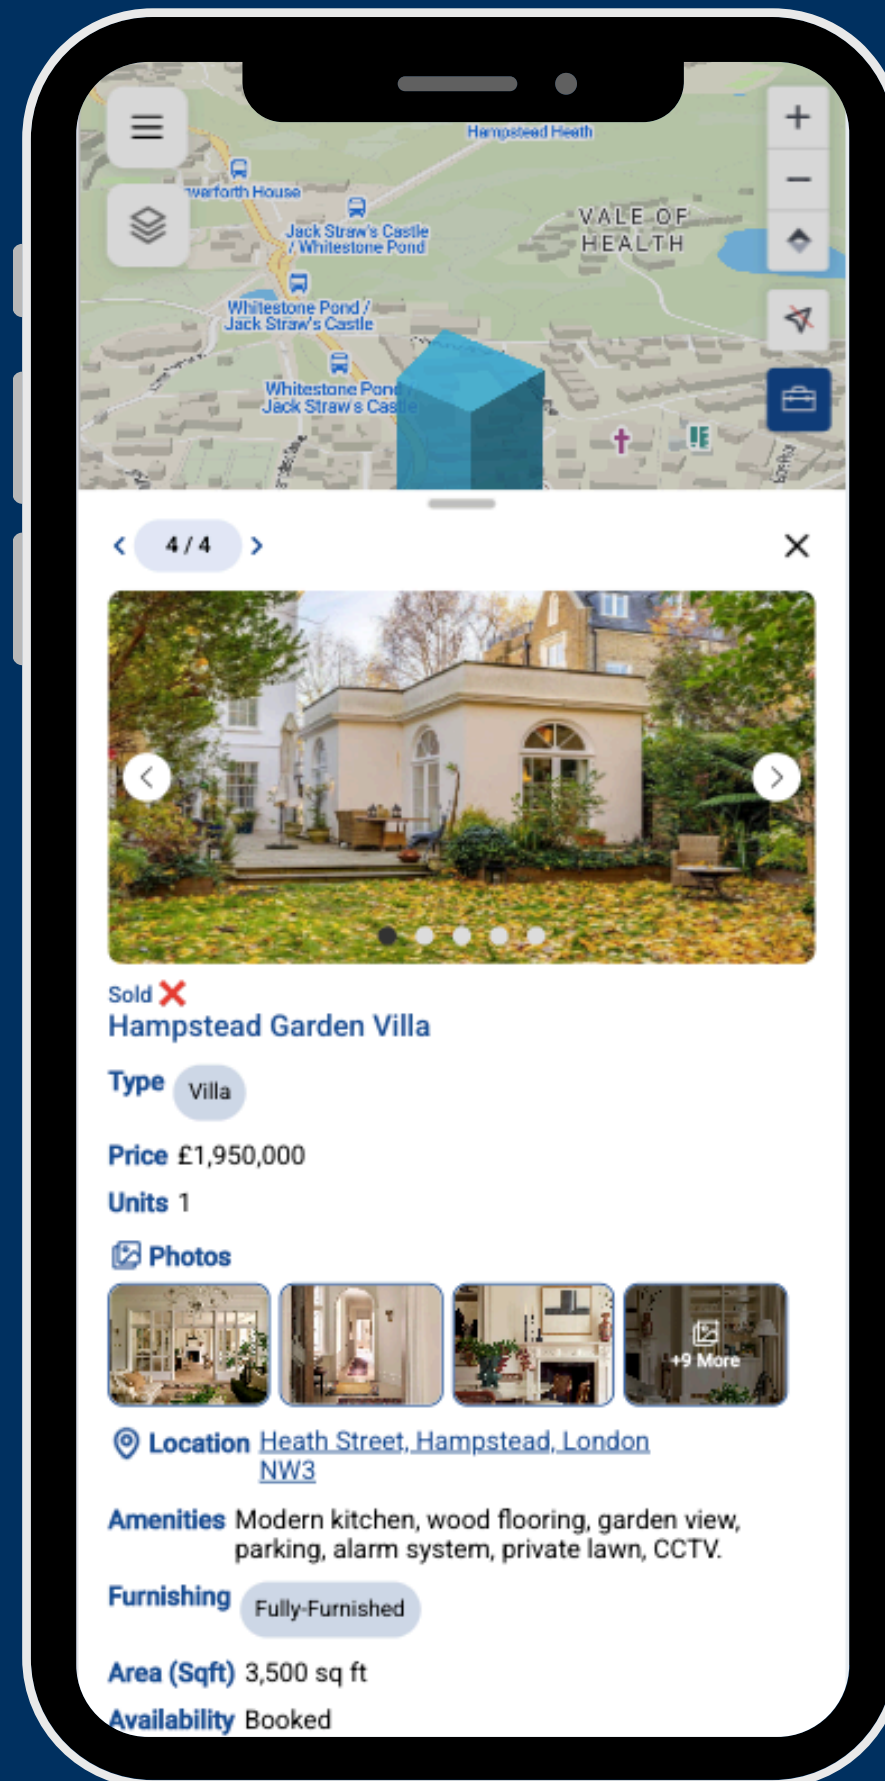 Hampstead Heath
werforth House
Jack Straw's Castle
/ Whitestone Pond
VALE OF
HEALTH
Whitestone Pond /
Jack Straw's Castle
Whitestone Pond /
Jack Straw's Castle
4 / 4
Sold
Hampstead Garden Villa
Type Villa
Price £1,950,000
Units 1
Photos
+9 More
Location Heath Street, Hampstead, London
NW3
Amenities Modern kitchen, wood flooring, garden view,
parking, alarm system, private lawn, CCTV.
Furnishing Fully-Furnished
Area (Sqft) 3,500 sq ft
Availability Booked